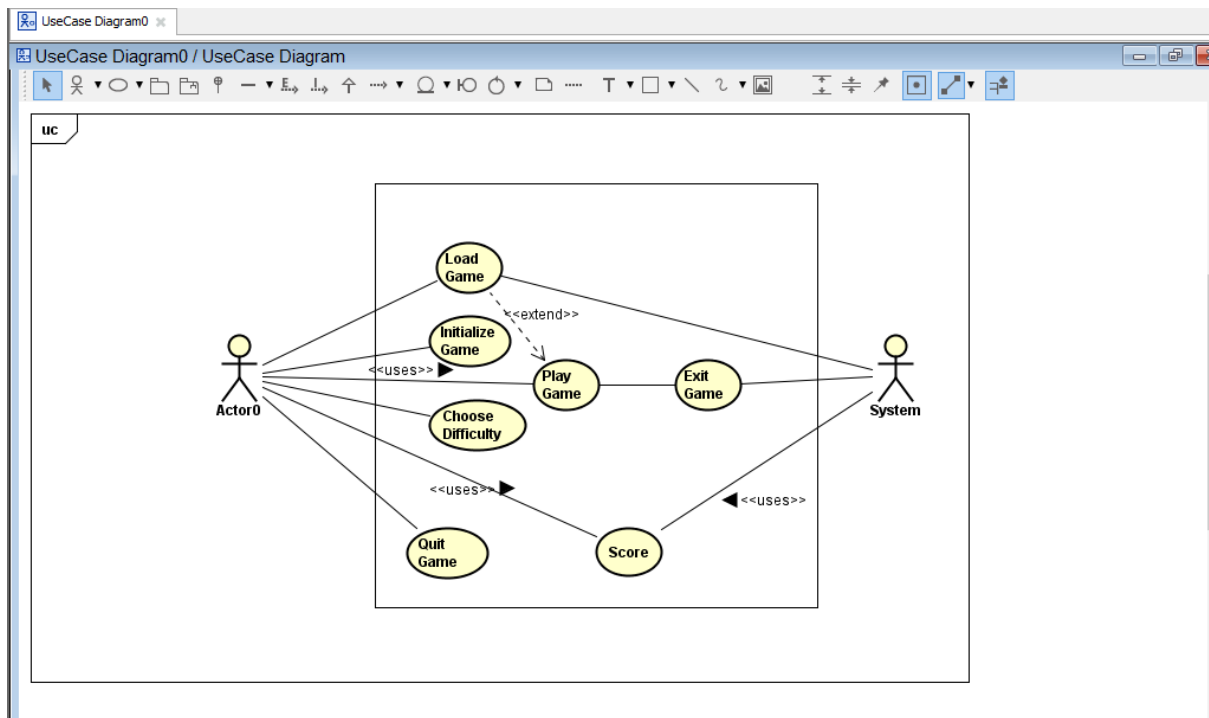 UseCase Diagram0
UseCase Diagram0 / UseCase Diagram
uc
Load
Game
<<extend>>
Initialize
Game
<<uses>>
Play
Game
Exit
Game
Actor0
System
Choose
Difficulty
<<uses>>
<<uses>>
Quit
Game
Score